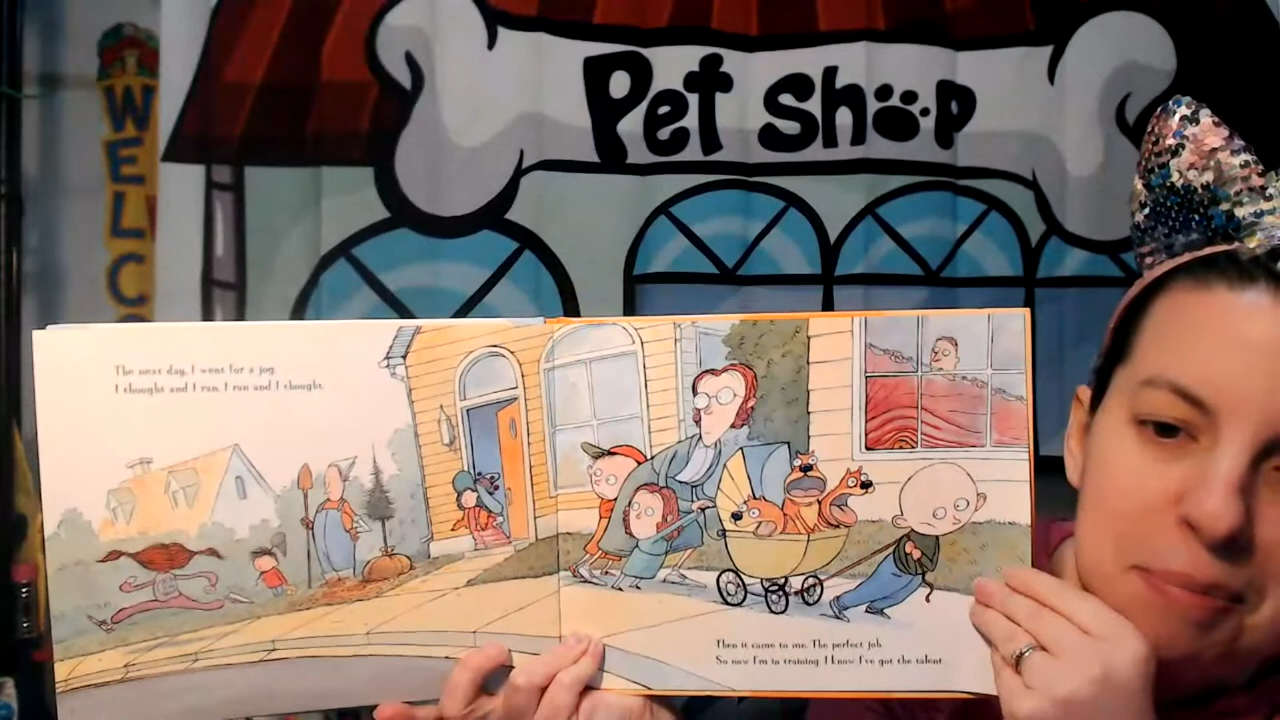 Pet Shop
WELC
The next day, I went for a jog.
I thought and I ran. I ran and I thought.
Then it came to me. The perfect job.
So now I'm in training. I know I've got the talent.